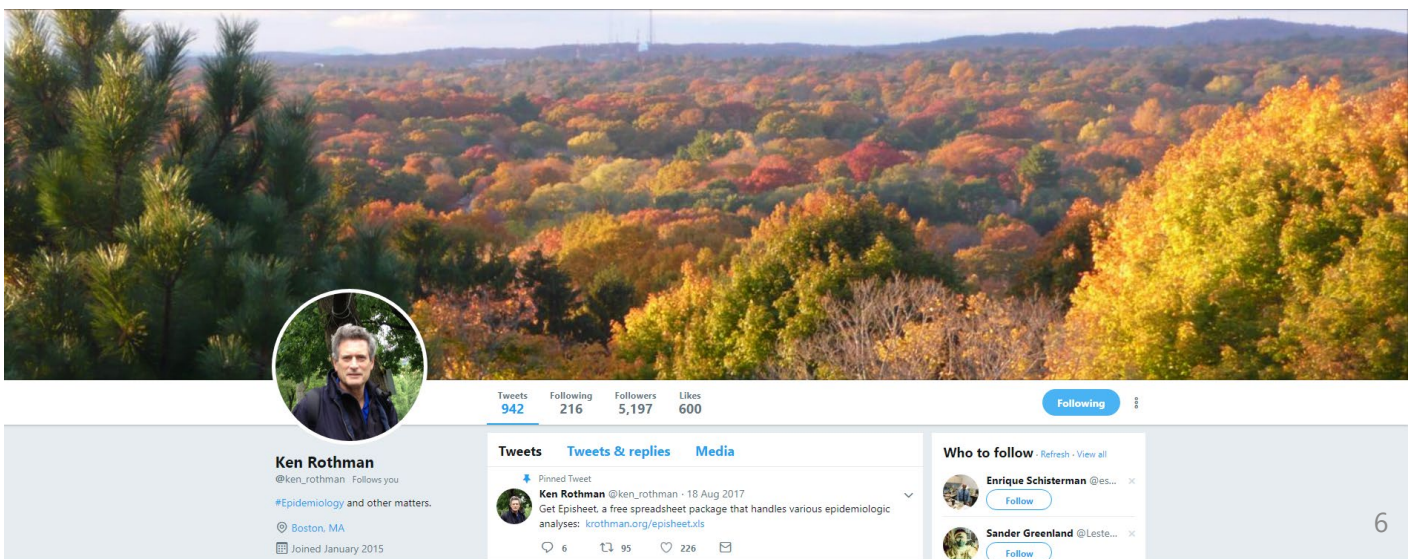 Tweets Following Followers Likes
942 216 5,197 600
Following
Ken Rothman
@ken_rothman Follows you
#Epidemiology and other matters.
Boston, MA
Joined January 2015
Tweets Tweets & replies Media
Pinned Tweet
Ken Rothman @ken_rothman · 18 Aug 2017
Get Episheet, a free spreadsheet package that handles various epidemiologic
analyses: krothman.org/episheet.xls
6 95 226
Who to follow · Refresh · View all
Enrique Schisterman @es... ×
Follow
Sander Greenland @Leste... ×
Follow
6